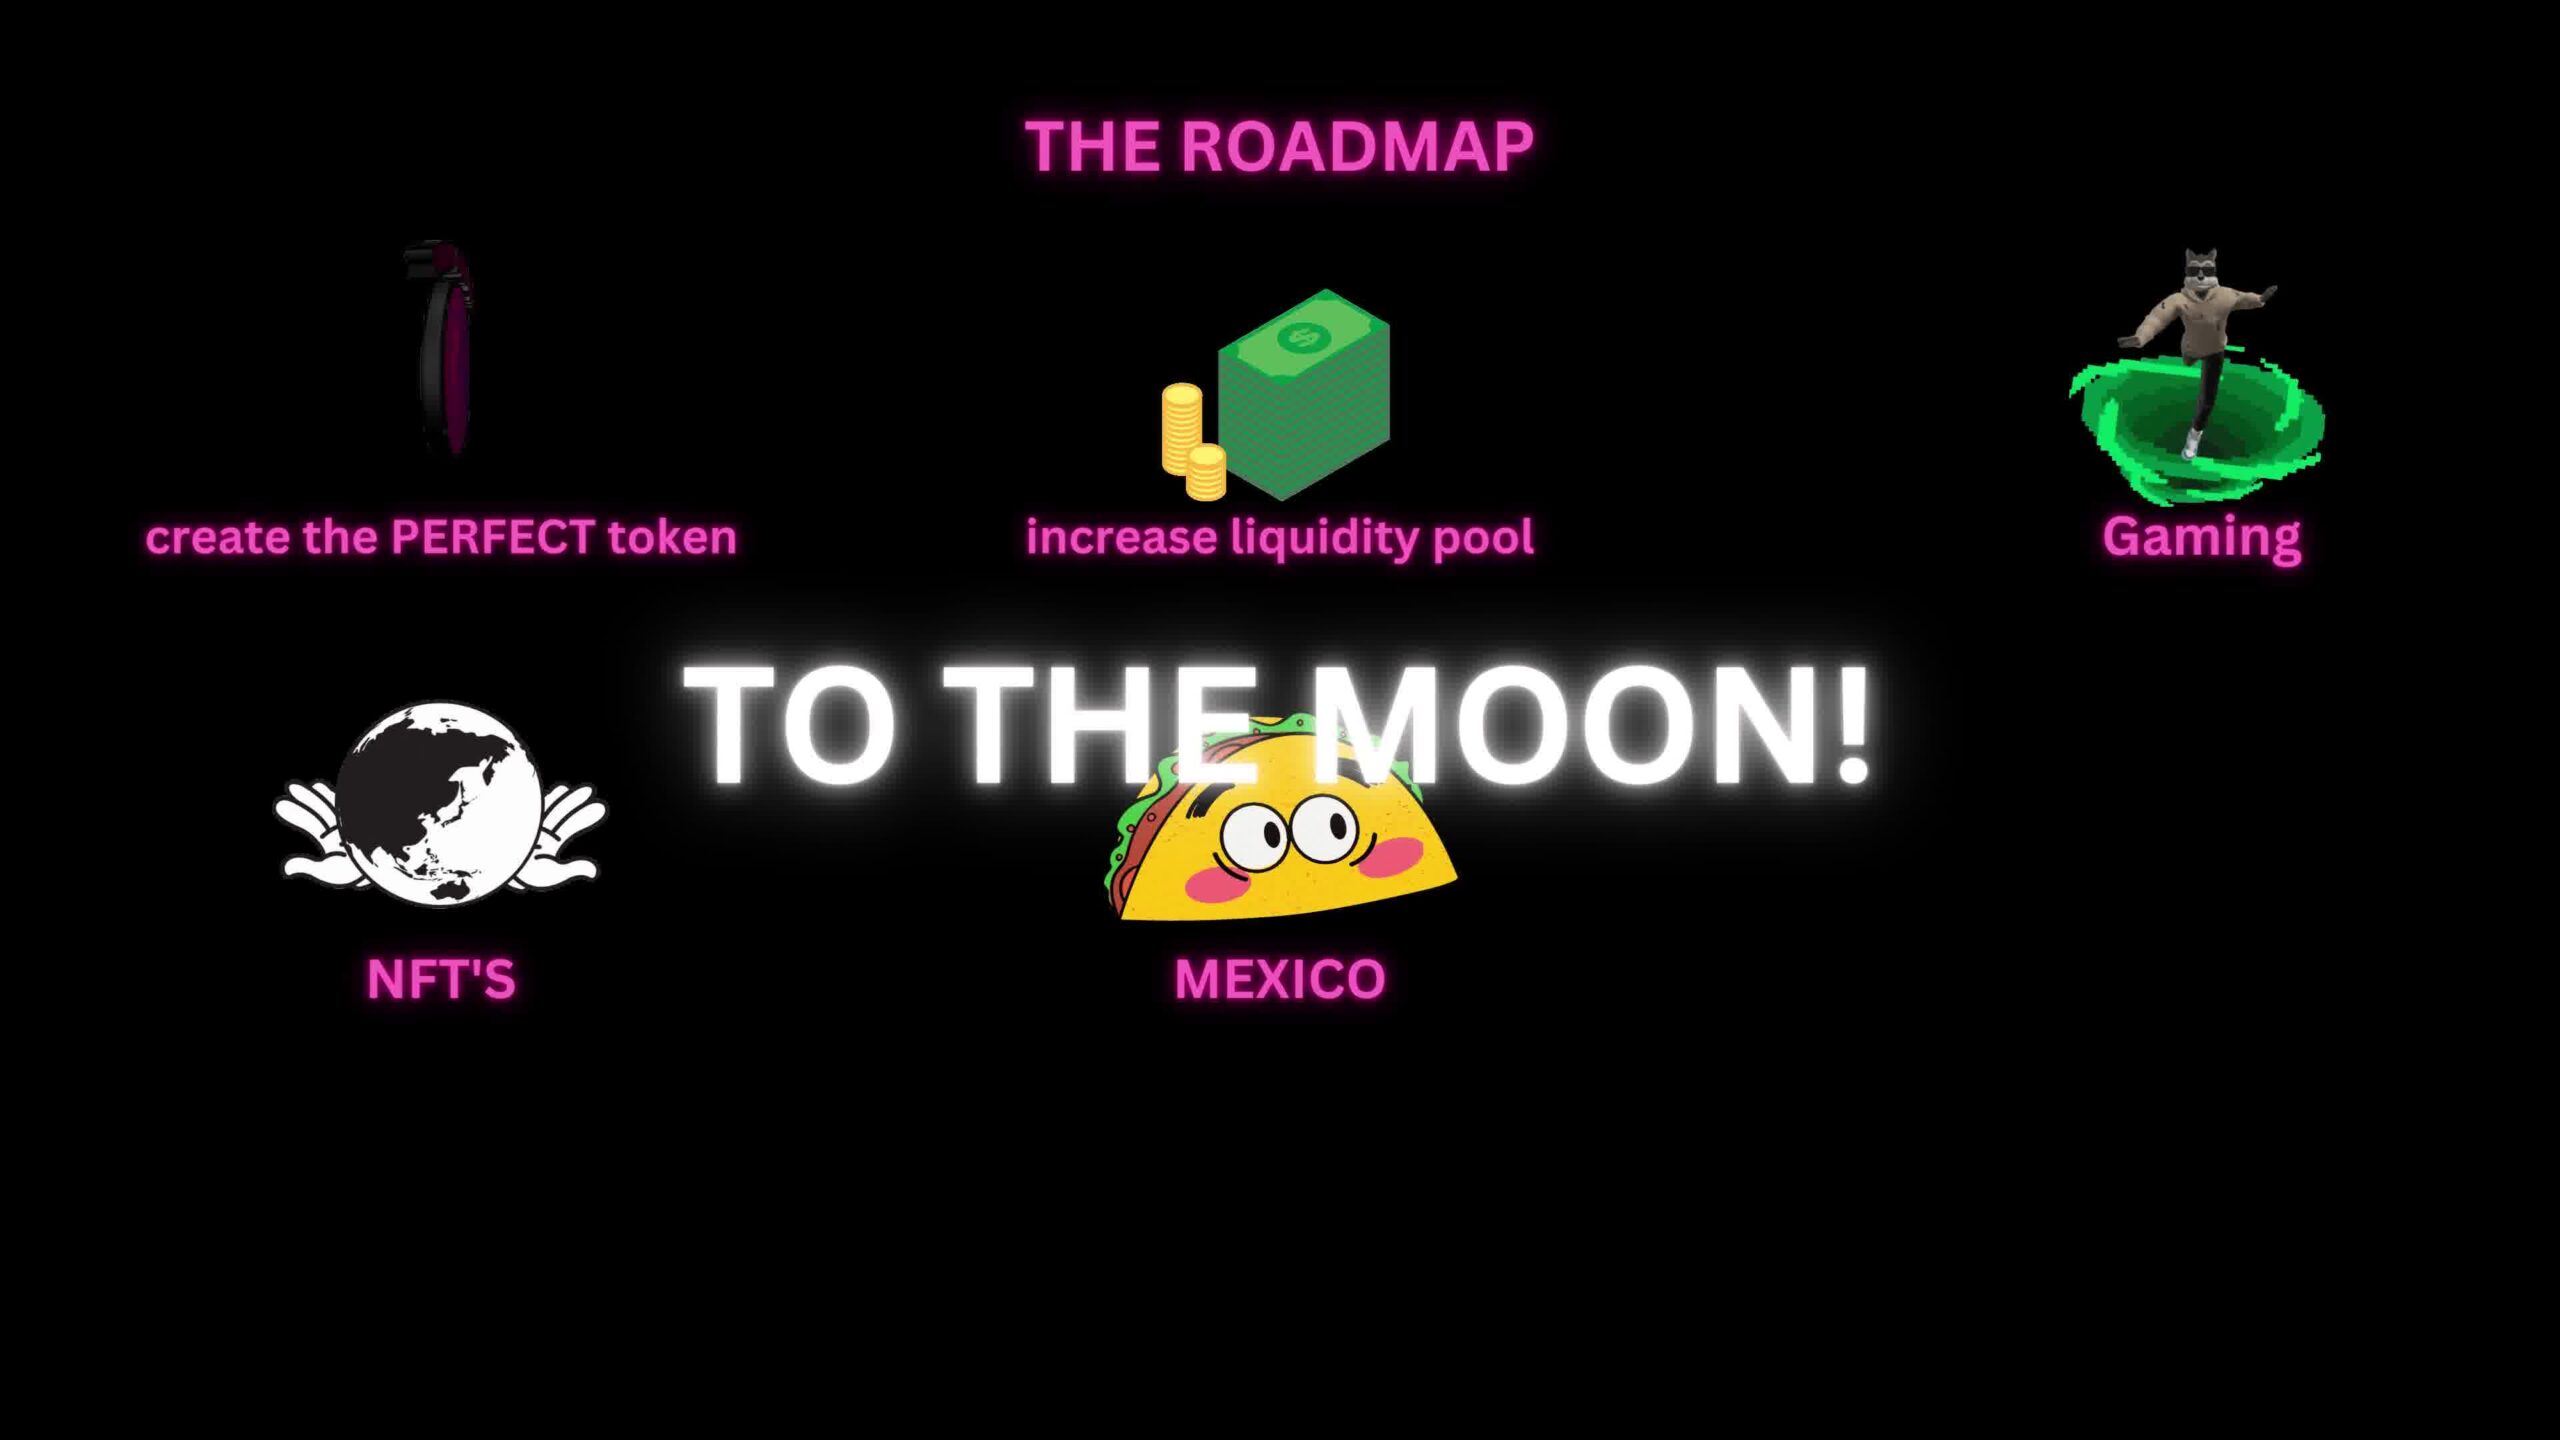 THE ROADMAP
create the PERFECT token
increase liquidity pool
Gaming
TO THE MOON!
NFT'S
MEXICO